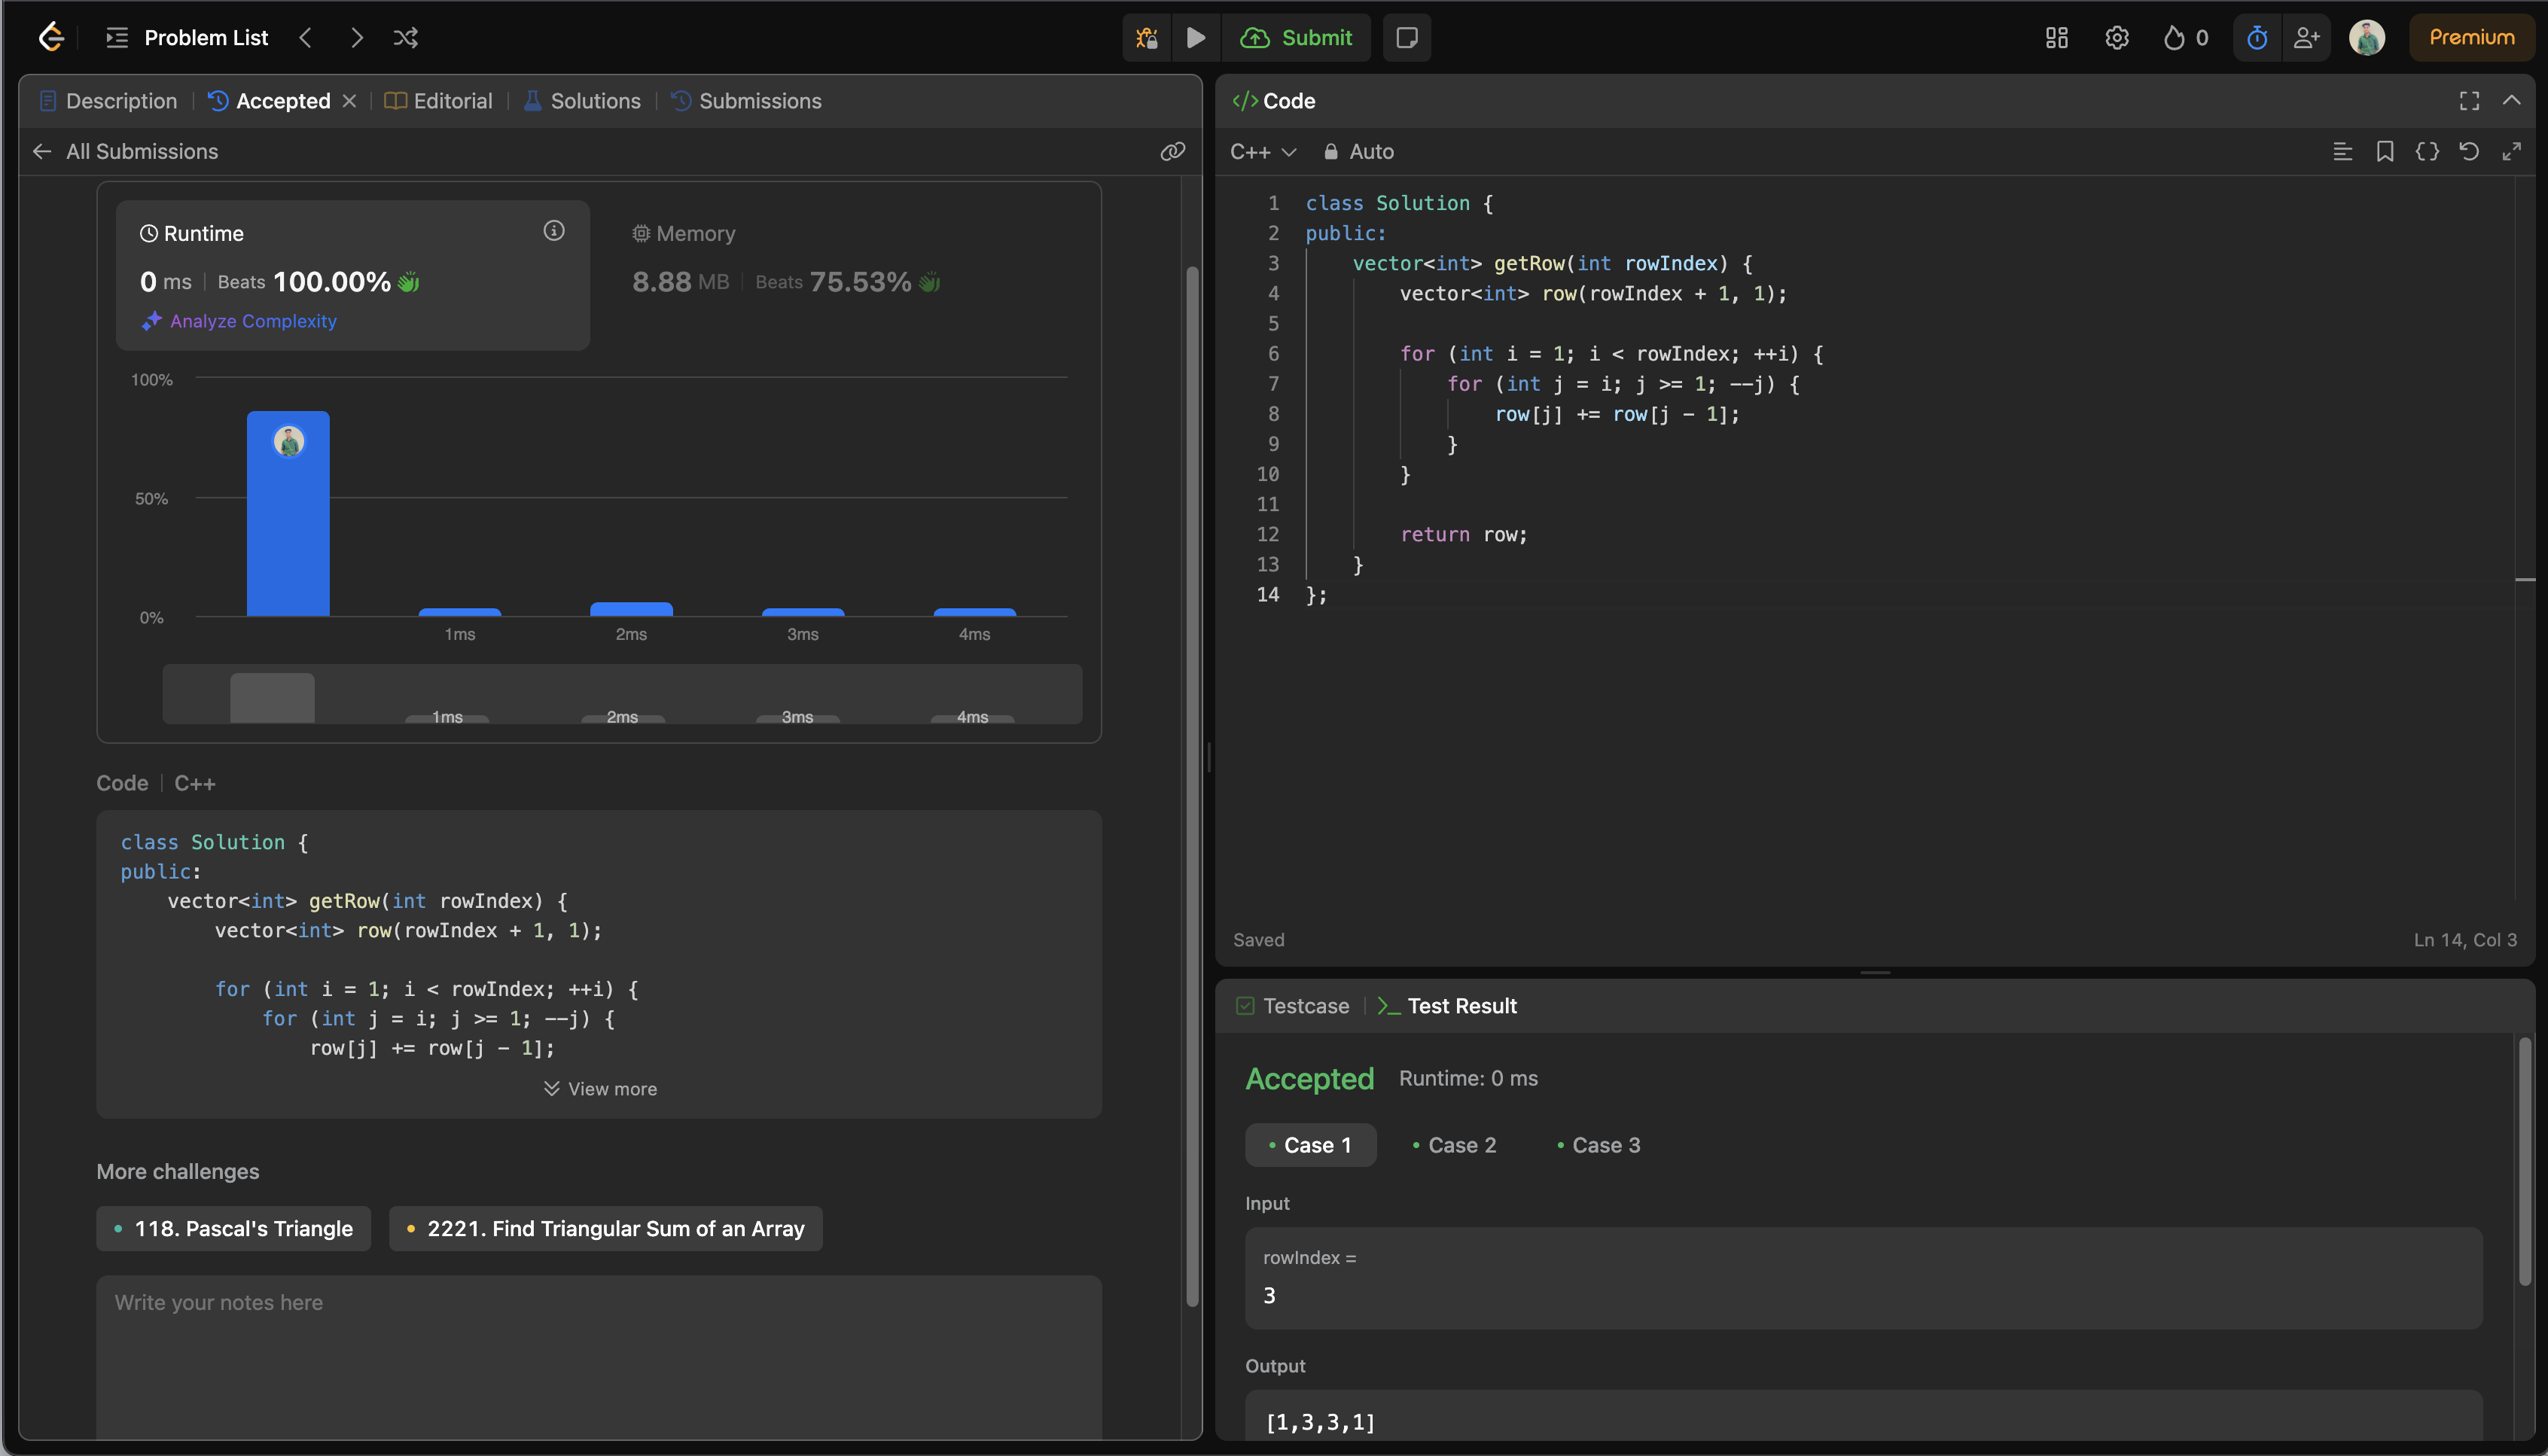 Problem List
Submit
0
Premium
Description
Accepted
Editorial
Solutions
Submissions
All Submissions
Runtime
0 ms
Beats 100.00%
Analyze Complexity
Memory
8.88 MB
Beats 75.53%
100%
50%
0%
1ms 2ms 3ms 4ms
1ms 2ms 3ms 4ms
Code
C++
class Solution {
public:
    vector<int> getRow(int rowIndex) {
        vector<int> row(rowIndex + 1, 1);
        for (int i = 1; i < rowIndex; ++i) {
            for (int j = i; j >= 1; --j) {
                row[j] += row[j - 1];
View more
More challenges
118. Pascal's Triangle
2221. Find Triangular Sum of an Array
Write your notes here
</> Code
C++ Auto
1 class Solution {
2 public:
3     vector<int> getRow(int rowIndex) {
4         vector<int> row(rowIndex + 1, 1);
5
6         for (int i = 1; i < rowIndex; ++i) {
7             for (int j = i; j >= 1; --j) {
8                 row[j] += row[j - 1];
9             }
10         }
11
12         return row;
13     }
14 };
Saved
Ln 14, Col 3
Testcase
Test Result
Accepted
Runtime: 0 ms
Case 1
Case 2
Case 3
Input
rowIndex =
3
Output
[1,3,3,1]